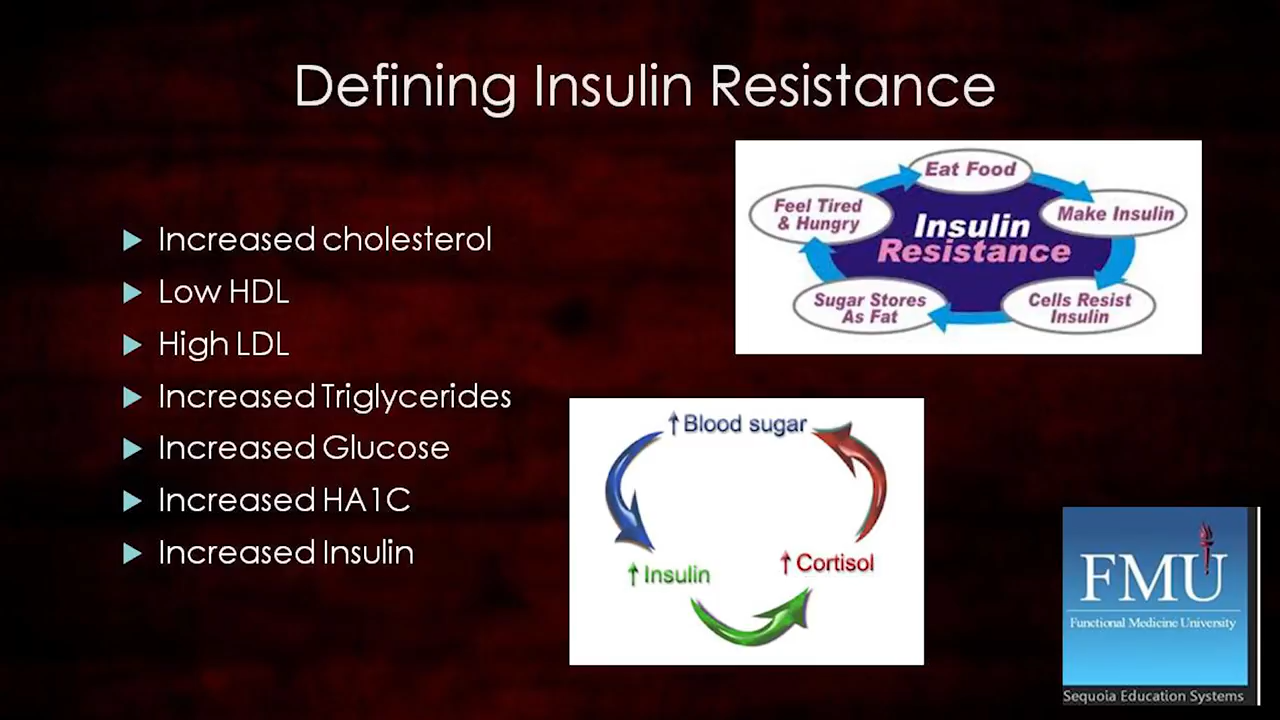 Defining Insulin Resistance
Increased cholesterol
Low HDL
High LDL
Increased Triglycerides
Increased Glucose
Increased HA1C
Increased Insulin
Eat Food
Make Insulin
Cells Resist
Insulin
Sugar Stores
As Fat
Feel Tired
& Hungry
Insulin
Resistance
Blood sugar
Insulin
Cortisol
FMU
Functional Medicine University
Sequoia Education Systems